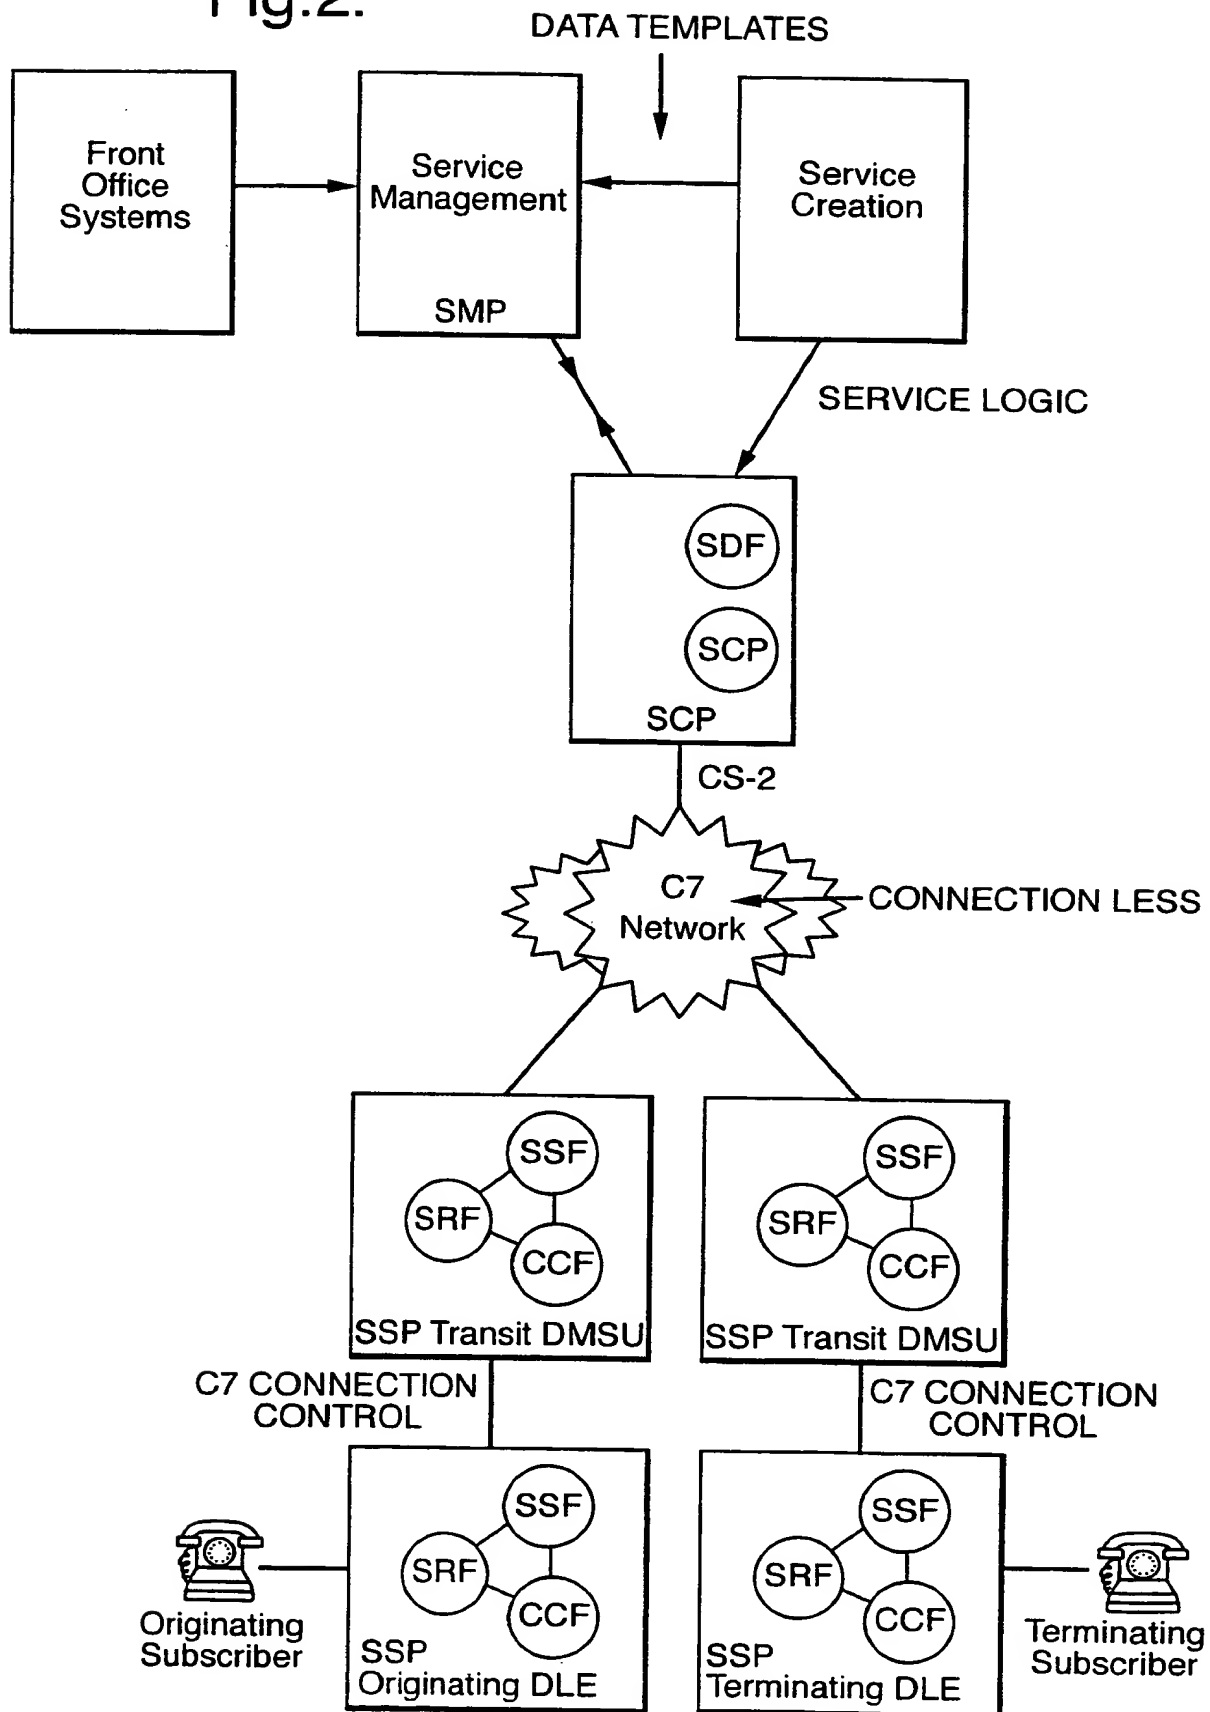 Fig.2.
DATA TEMPLATES
Front
Office
Systems
Service
Management
SMP
Service
Creation
SERVICE LOGIC
SDF
SCP
SCP
CS-2
C7
Network
CONNECTION LESS
SSF
SRF
CCF
SSP Transit DMSU
SSF
SRF
CCF
SSP Transit DMSU
C7 CONNECTION
CONTROL
C7 CONNECTION
CONTROL
Originating
Subscriber
SSF
SRF
CCF
SSP
Originating DLE
SSF
SRF
CCF
SSP
Terminating DLE
Terminating
Subscriber